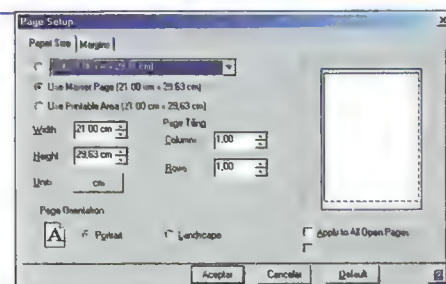 Page Setup
Paper Size Margins
Use Master Page (21.00 cm x 29,63 cm)
Use Printable Area (21.00 cm x 29,63 cm)
Width 21.00 cm
Height 29,63 cm
Units cm
Page Tiling
Columns 1,00
Rows 1,00
Page Orientation
A Portrait Landscape
Apply to All Open Pages
Aceptar Cancelar Default